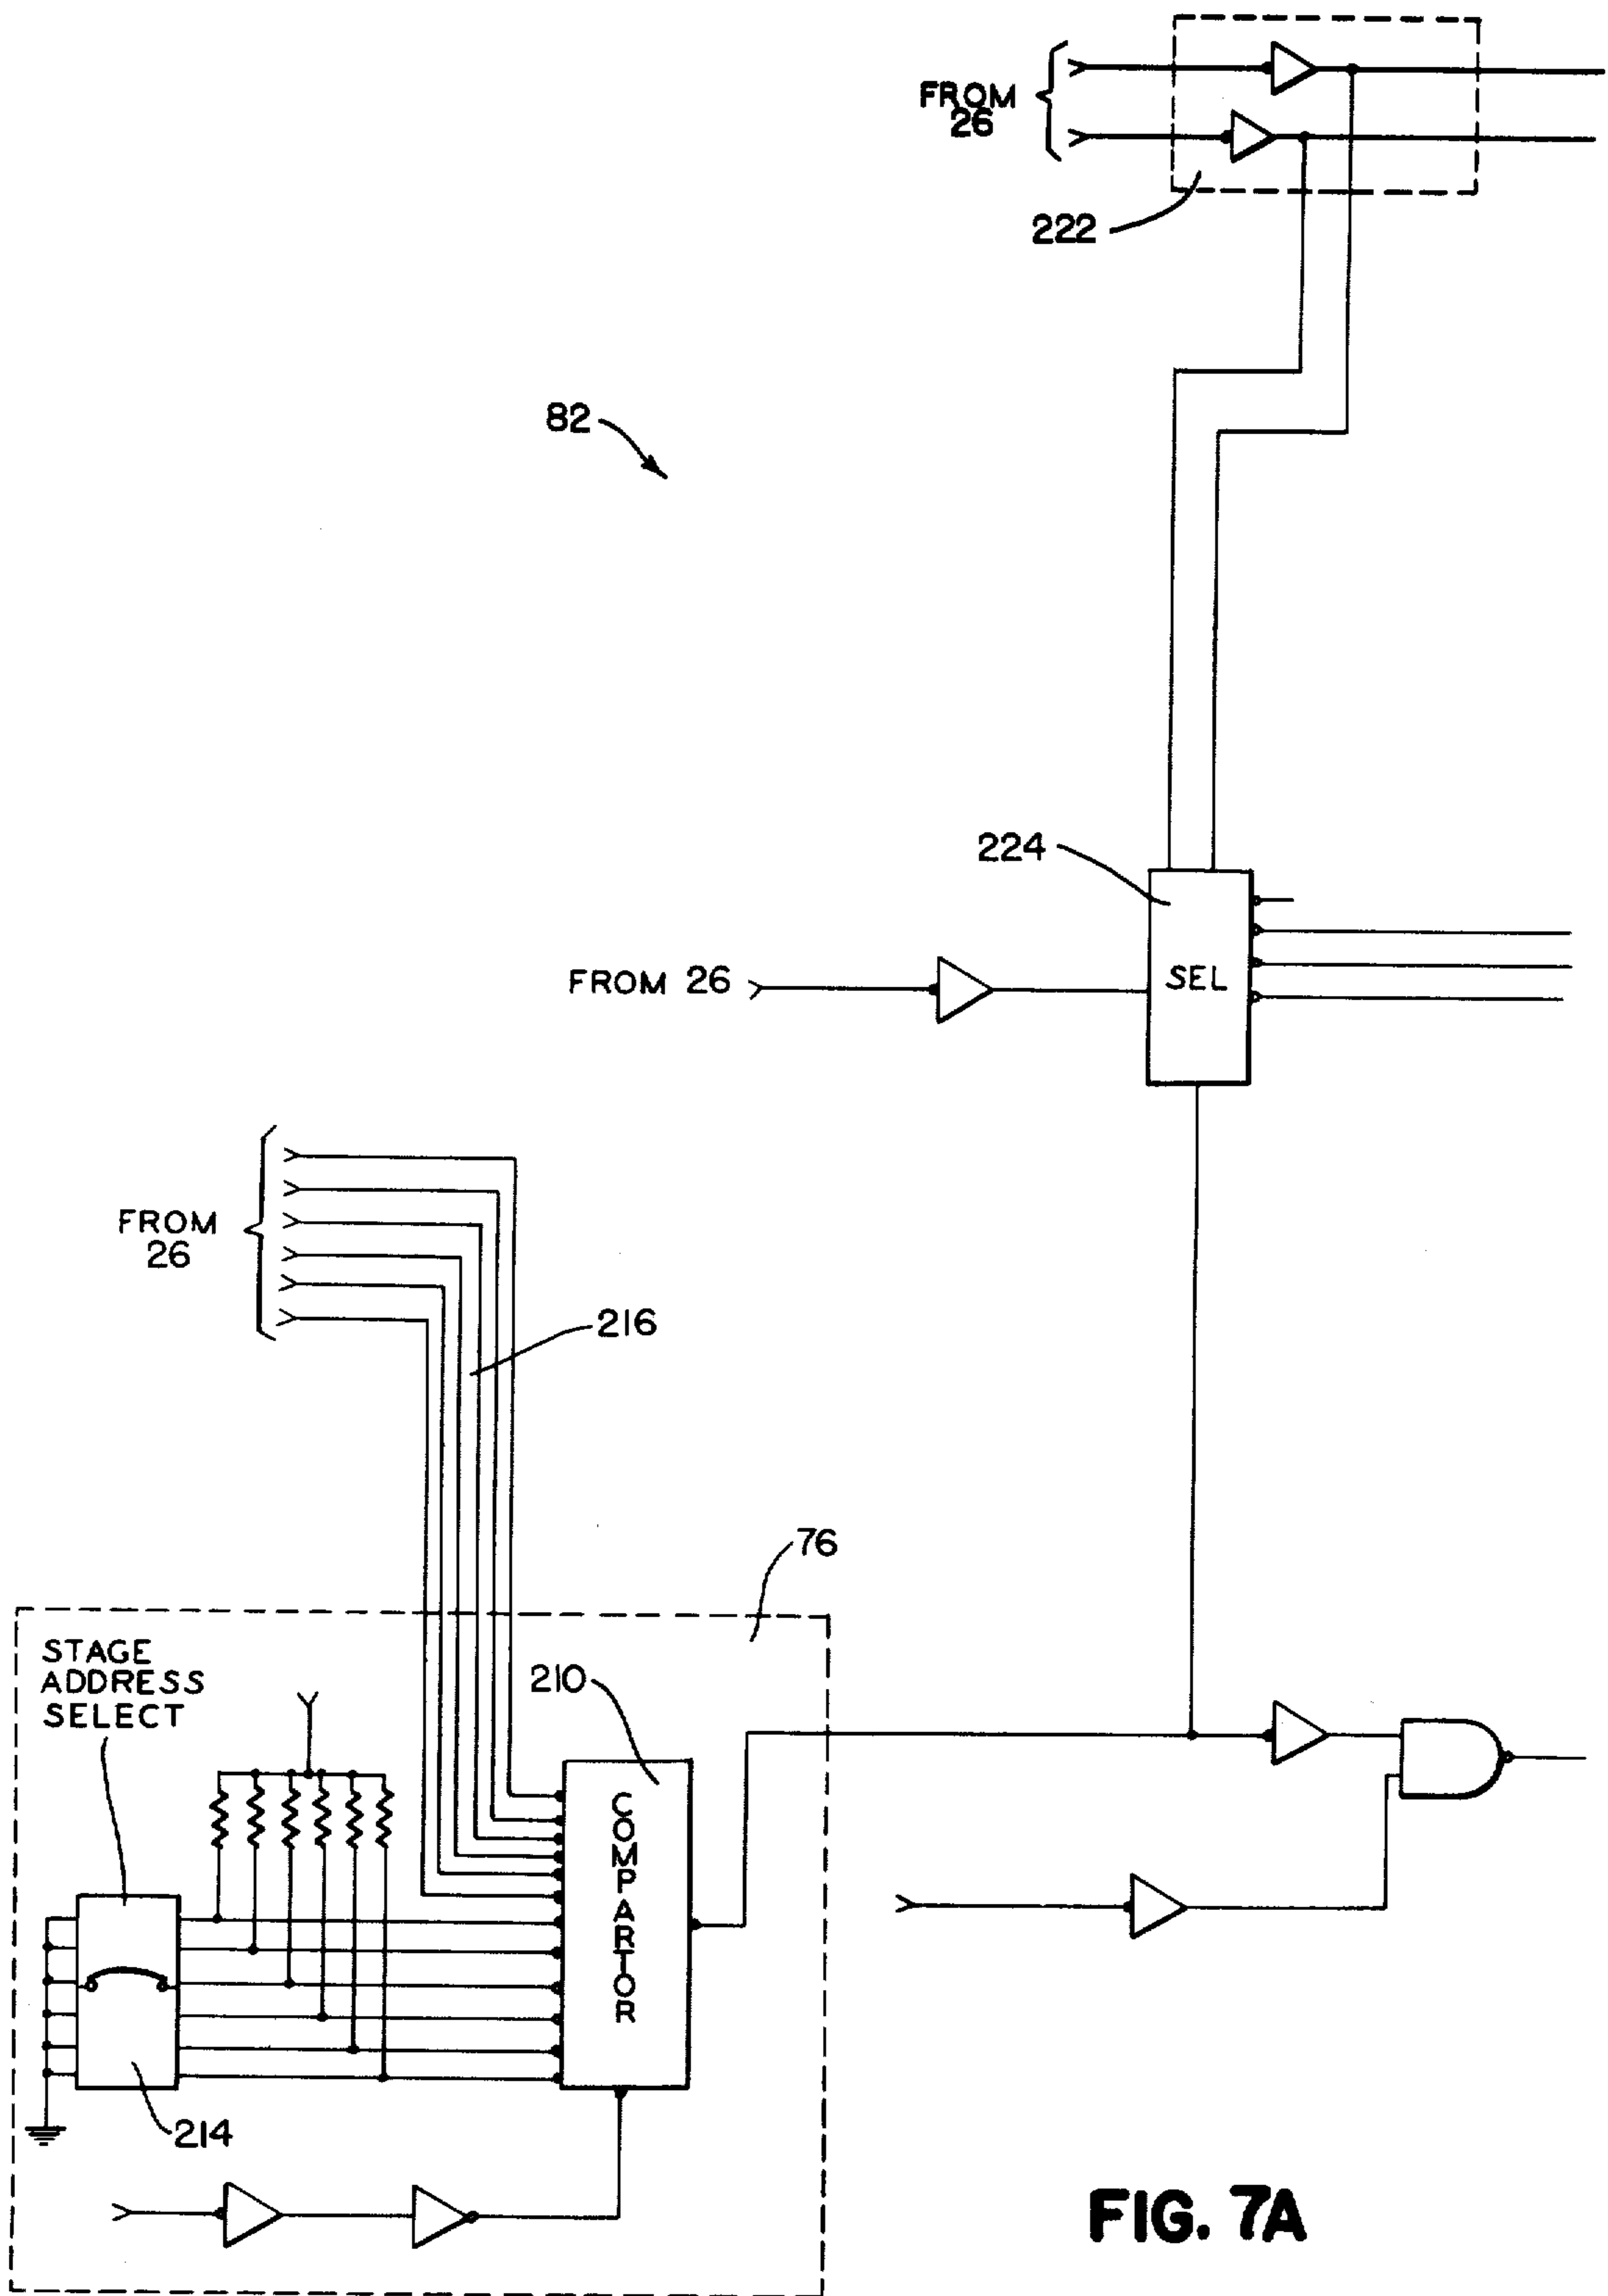 FROM
26
222
82
224
FROM 26
SEL
FROM
26
216
76
STAGE
ADDRESS
SELECT
210
COMPARTOR
214
FIG. 7A